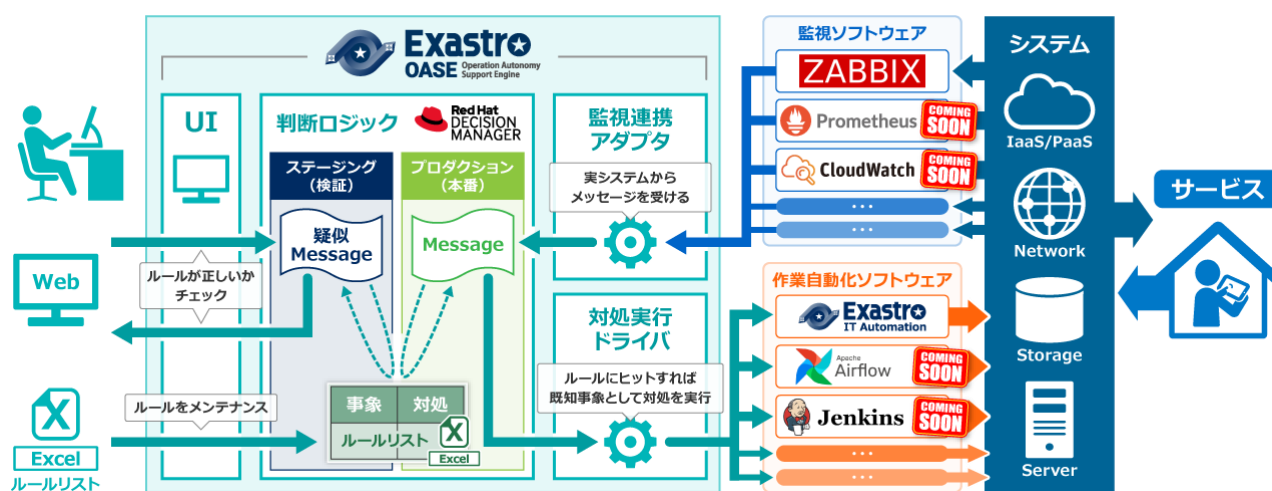 Exastro
OASE Operation Autonomy
Support Engine
UI
判断ロジック
Red Hat
DECISION
MANAGER
ステージング
(検証)
プロダクション
(本番)
疑似
Message
Message
ルールが正しいか
チェック
Web
ルールをメンテナンス
Excel
ルールリスト
事象
対処
ルールリスト
Excel
監視連携
アダプタ
実システムから
メッセージを受ける
対処実行
ドライバ
ルールにヒットすれば
既知事象として対処を実行
監視ソフトウェア
ZABBIX
Prometheus
COMING
SOON
CloudWatch
COMING
SOON
...
...
作業自動化ソフトウェア
Exastro
IT Automation
Apache
Airflow
COMING
SOON
Jenkins
COMING
SOON
...
...
システム
IaaS/PaaS
Network
Storage
Server
サービス